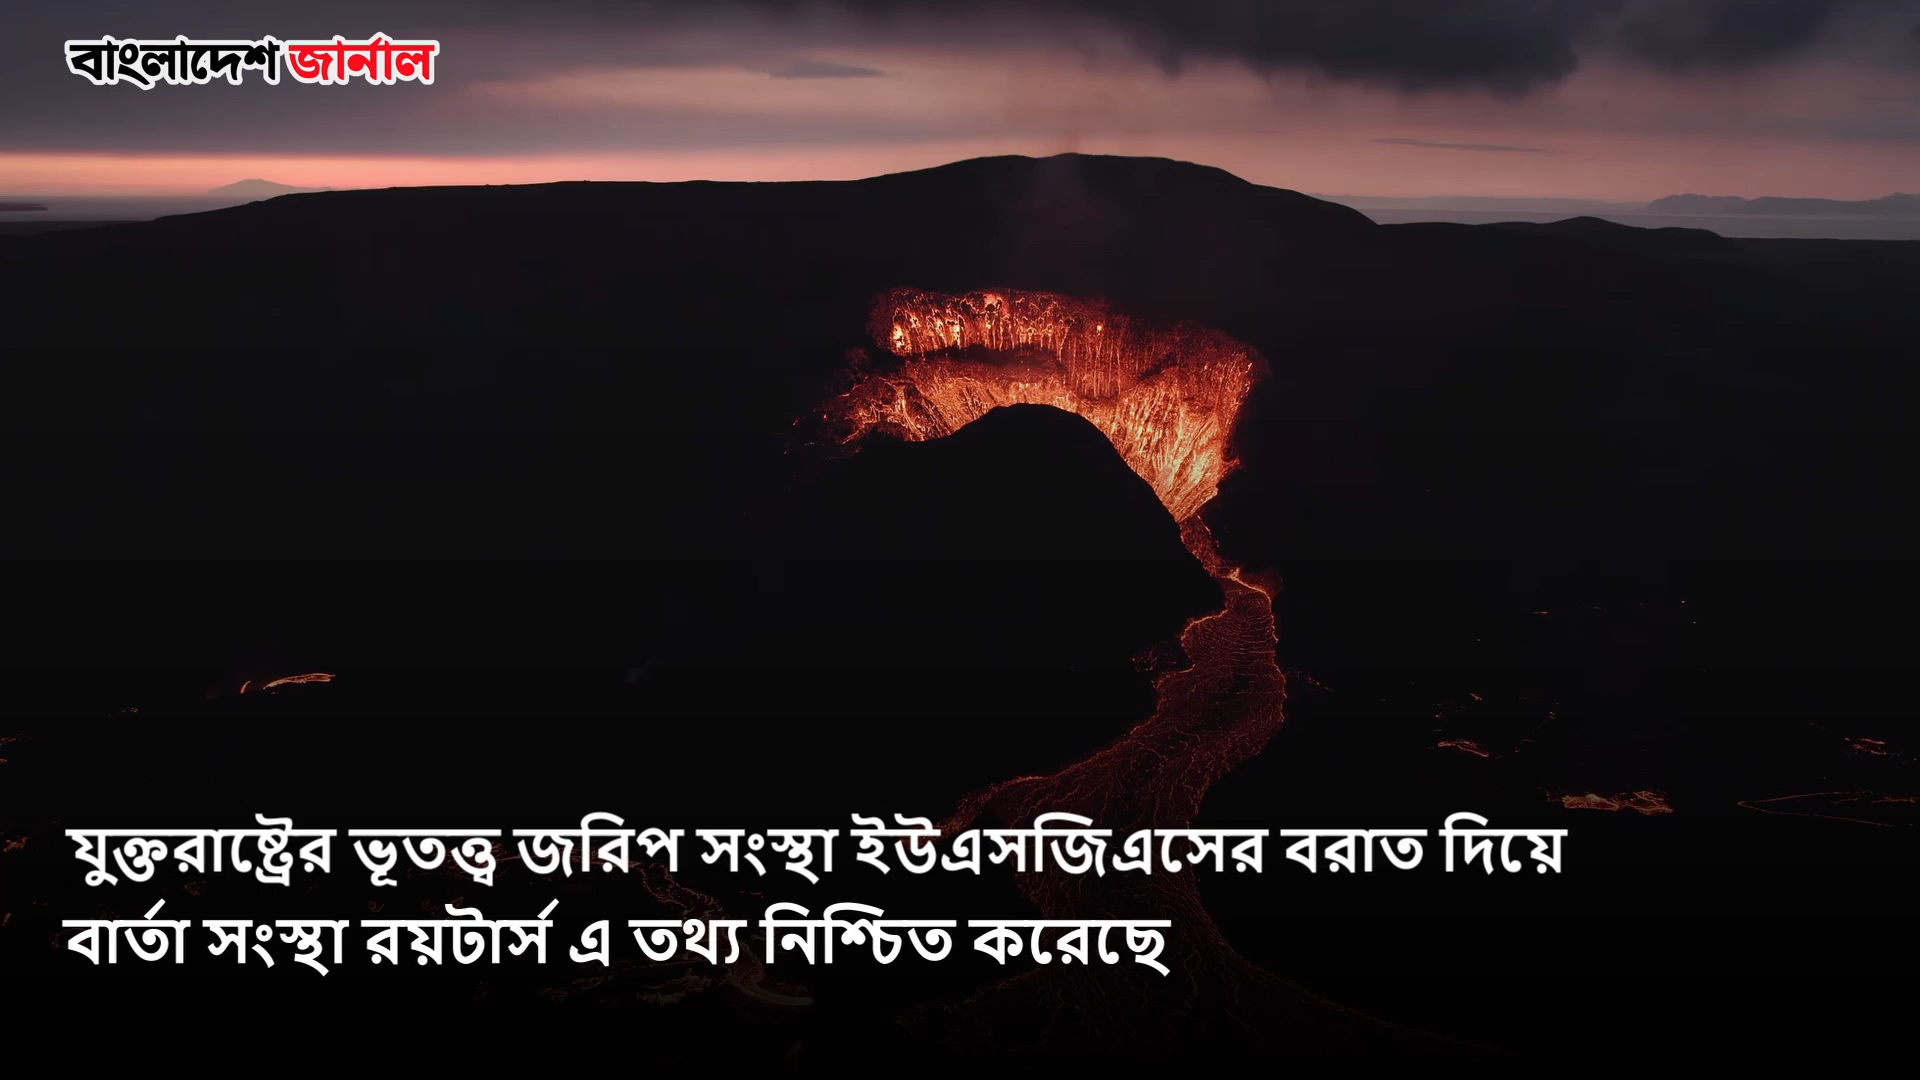 বাংলাদেশ জার্নাল
যুক্তরাষ্ট্রের ভূতত্ত্ব জরিপ সংস্থা ইউএসজিএসের বরাত দিয়ে
বার্তা সংস্থা রয়টার্স এ তথ্য নিশ্চিত করেছে